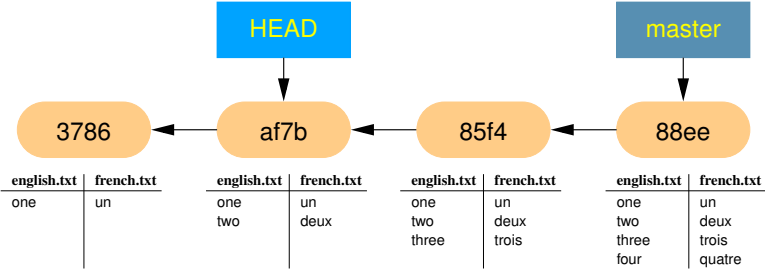 HEAD master
3786 af7b 85f4 88ee
english.txt french.txt english.txt french.txt english.txt french.txt english.txt french.txt
one un one un one un one un
two deux two deux two deux
three trois three trois
four quatre